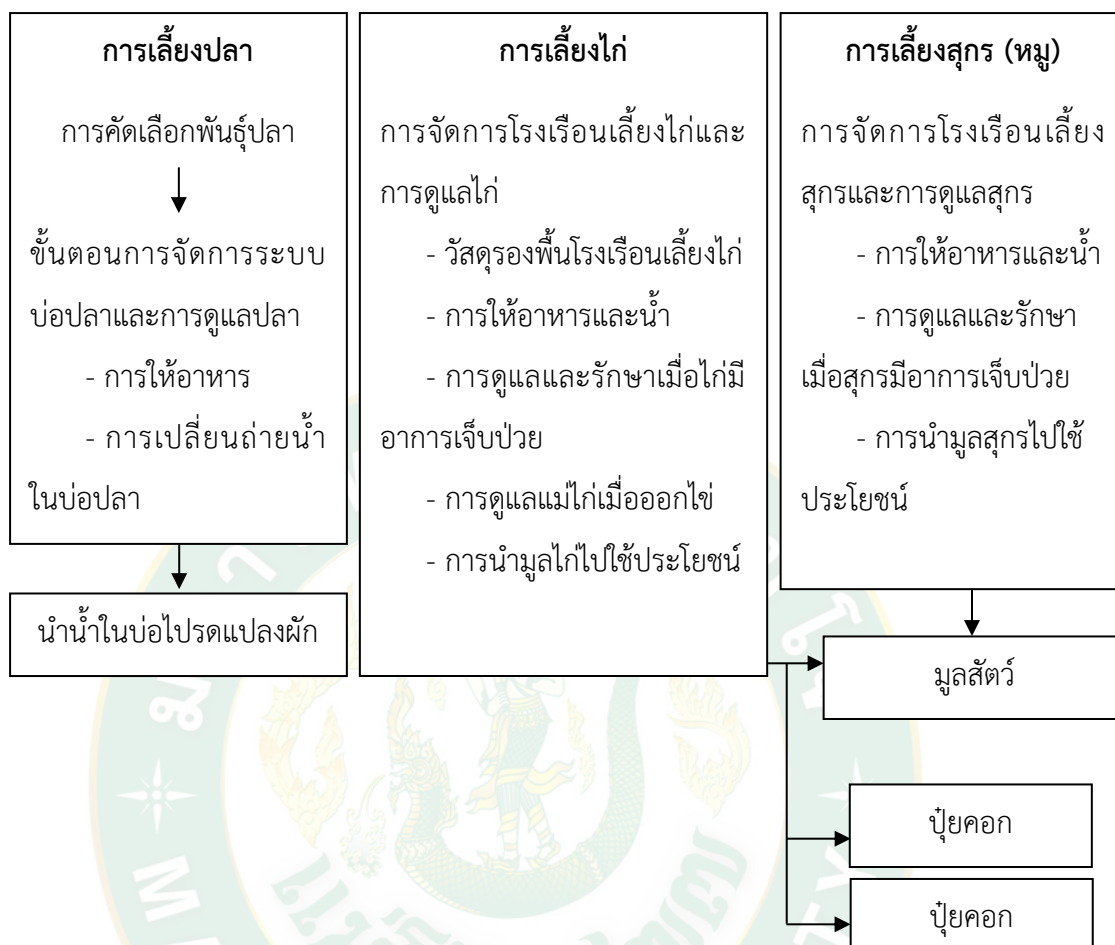 การเลี้ยงปลา
การคัดเลือกพันธุ์ปลา
ขั้นตอนการจัดการระบบ
บ่อปลาและการดูแลปลา
- การให้อาหาร
- การเปลี่ยนถ่ายน้ำ
ในบ่อปลา
นำน้ำในบ่อไปรดแปลงผัก
การเลี้ยงไก่
การจัดการโรงเรือนเลี้ยงไก่และ
การดูแลไก่
- วัสดุรองพื้นโรงเรือนเลี้ยงไก่
- การให้อาหารและน้ำ
- การดูแลและรักษาเมื่อไก่มี
อาการเจ็บป่วย
- การดูแลแม่ไก่เมื่อออกไข่
- การนำมูลไก่ไปใช้ประโยชน์
การเลี้ยงสุกร (หมู)
การจัดการโรงเรือนเลี้ยง
สุกรและการดูแลสุกร
- การให้อาหารและน้ำ
- การดูแลและรักษา
เมื่อสุกรมีอาการเจ็บป่วย
- การนำมูลสุกรไปใช้
ประโยชน์
มูลสัตว์
ปุ๋ยคอก
ปุ๋ยคอก